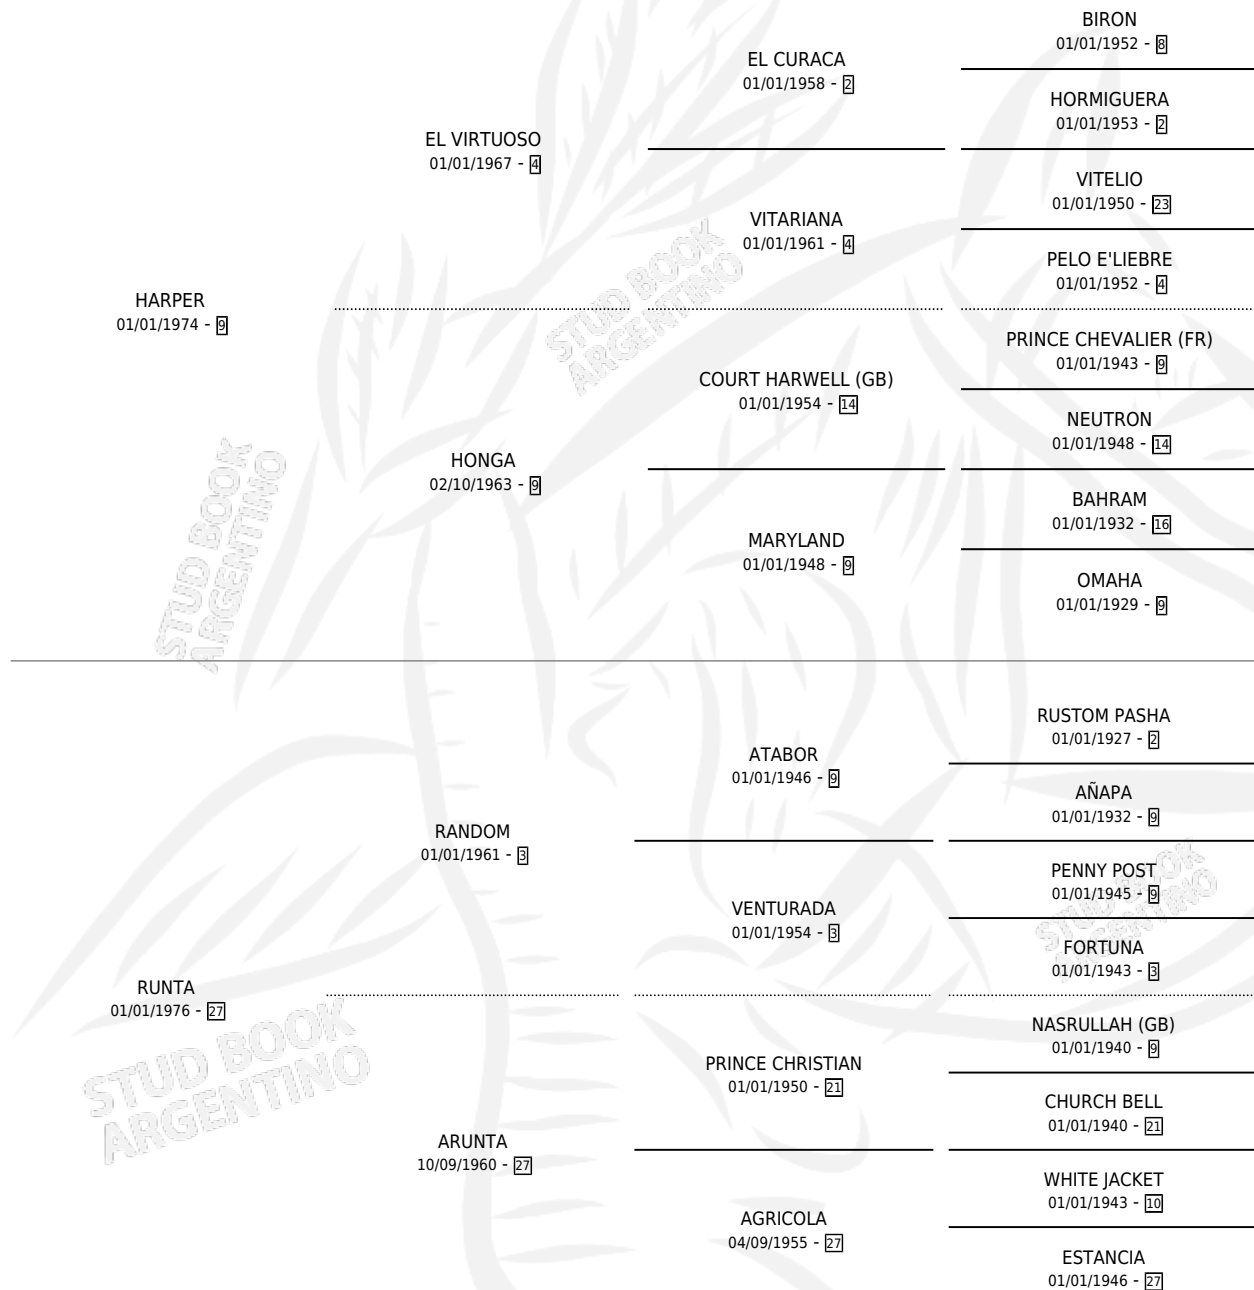 BIRON
01/01/1952 - 8
EL CURACA
01/01/1958 - 2
HORMIGUERA
01/01/1953 - 2
EL VIRTUOSO
01/01/1967 - 4
VITELIO
01/01/1950 - 23
VITARIANA
01/01/1961 - 4
PELO E'LIEBRE
01/01/1952 - 4
HARPER
01/01/1974 - 9
PRINCE CHEVALIER (FR)
01/01/1943 - 9
COURT HARWELL (GB)
01/01/1954 - 14
NEUTRON
01/01/1948 - 14
HONGA
02/10/1963 - 9
BAHRAM
01/01/1932 - 16
MARYLAND
01/01/1948 - 9
OMAHA
01/01/1929 - 9
STUD BOOK
ARGENTINO
STUD BOOK
ARGENTINO
RUSTOM PASHA
01/01/1927 - 2
ATABOR
01/01/1946 - 9
AÑAPA
01/01/1932 - 9
RANDOM
01/01/1961 - 3
PENNY POST
01/01/1945 - 9
VENTURADA
01/01/1954 - 3
FORTUNA
01/01/1943 - 3
STUD BOOK
ARGENTINO
RUNTA
01/01/1976 - 27
NASRULLAH (GB)
01/01/1940 - 9
PRINCE CHRISTIAN
01/01/1950 - 21
CHURCH BELL
01/01/1940 - 21
STUD BOOK
ARGENTINO
ARUNTA
10/09/1960 - 27
WHITE JACKET
01/01/1943 - 10
AGRICOLA
04/09/1955 - 27
ESTANCIA
01/01/1946 - 27